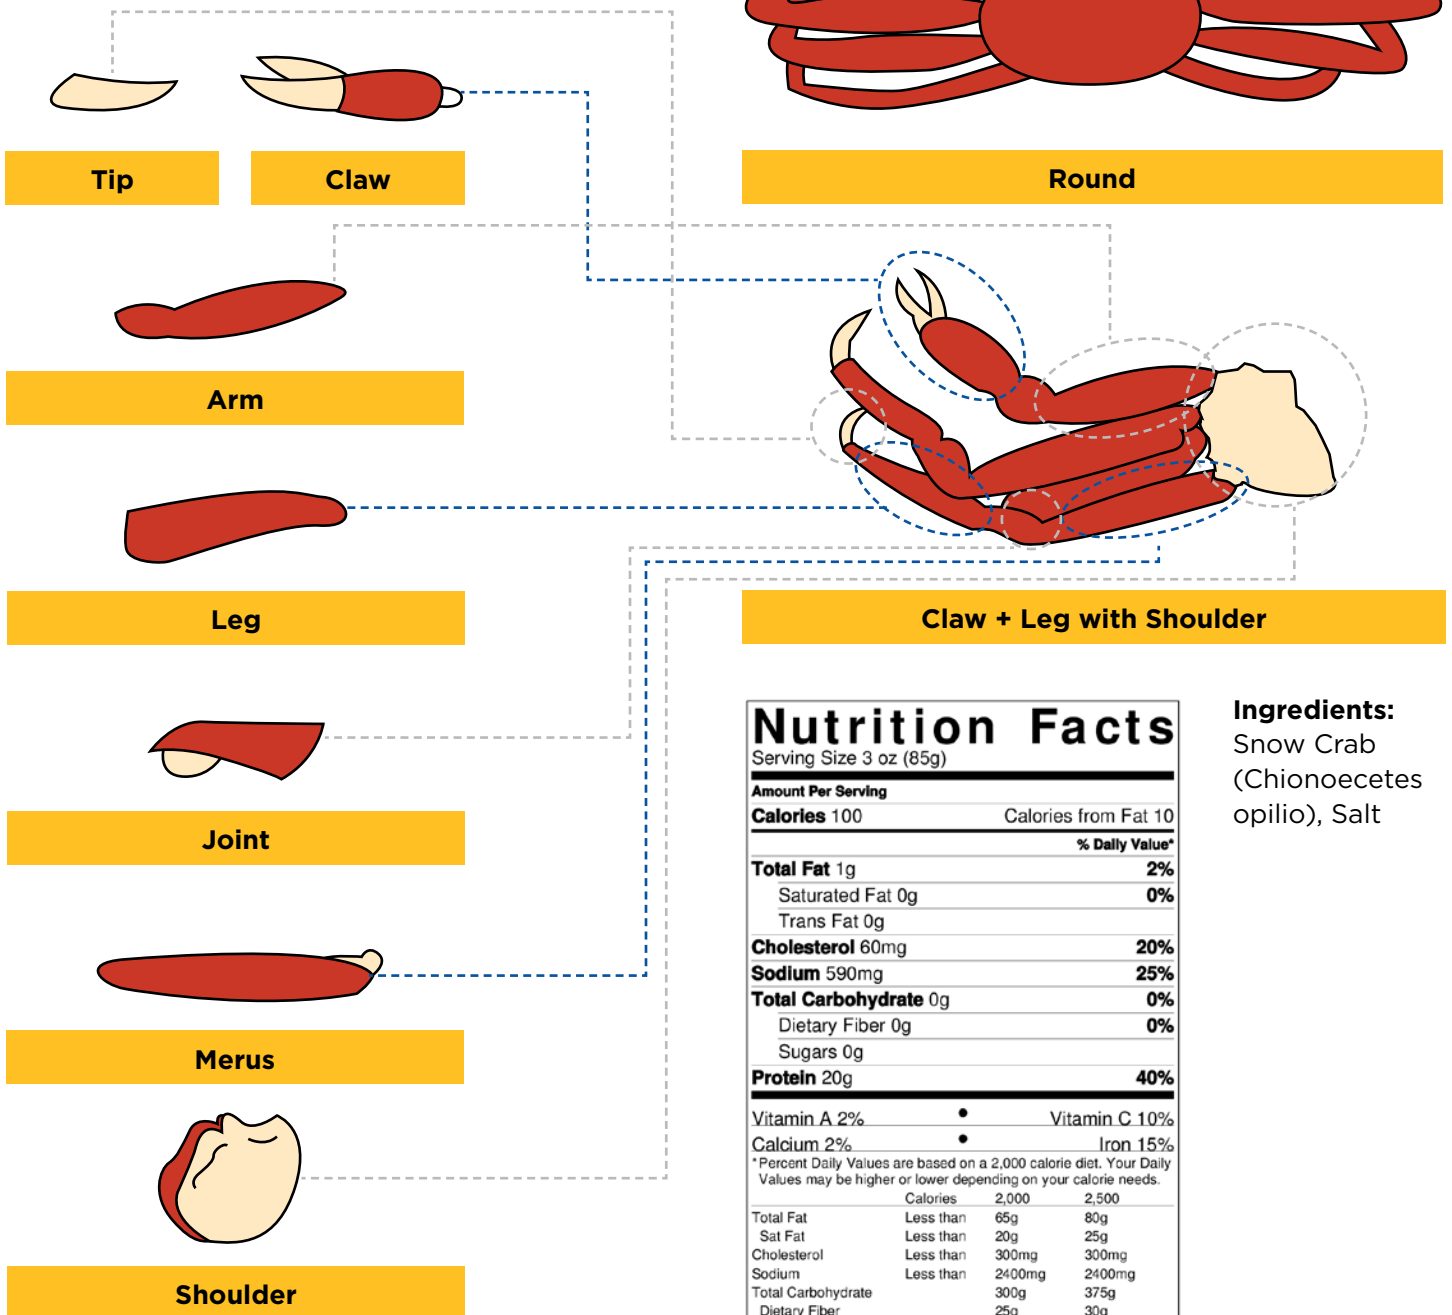 Tip
Claw
Round
Arm
Leg
Claw + Leg with Shoulder
Joint
Merus
Shoulder
Nutrition Facts
Serving Size 3 oz (85g)
Amount Per Serving
Calories 100 Calories from Fat 10
% Daily Value*
Total Fat 1g 2%
Saturated Fat 0g 0%
Trans Fat 0g
Cholesterol 60mg 20%
Sodium 590mg 25%
Total Carbohydrate 0g 0%
Dietary Fiber 0g 0%
Sugars 0g
Protein 20g 40%
Vitamin A 2% • Vitamin C 10%
Calcium 2% • Iron 15%
*Percent Daily Values are based on a 2,000 calorie diet. Your Daily
Values may be higher or lower depending on your calorie needs.
Calories 2,000 2,500
Total Fat Less than 65g 80g
Sat Fat Less than 20g 25g
Cholesterol Less than 300mg 300mg
Sodium Less than 2400mg 2400mg
Total Carbohydrate 300g 375g
Dietary Fiber 25g 30g
Ingredients:
Snow Crab
(Chionoecetes
opilio), Salt